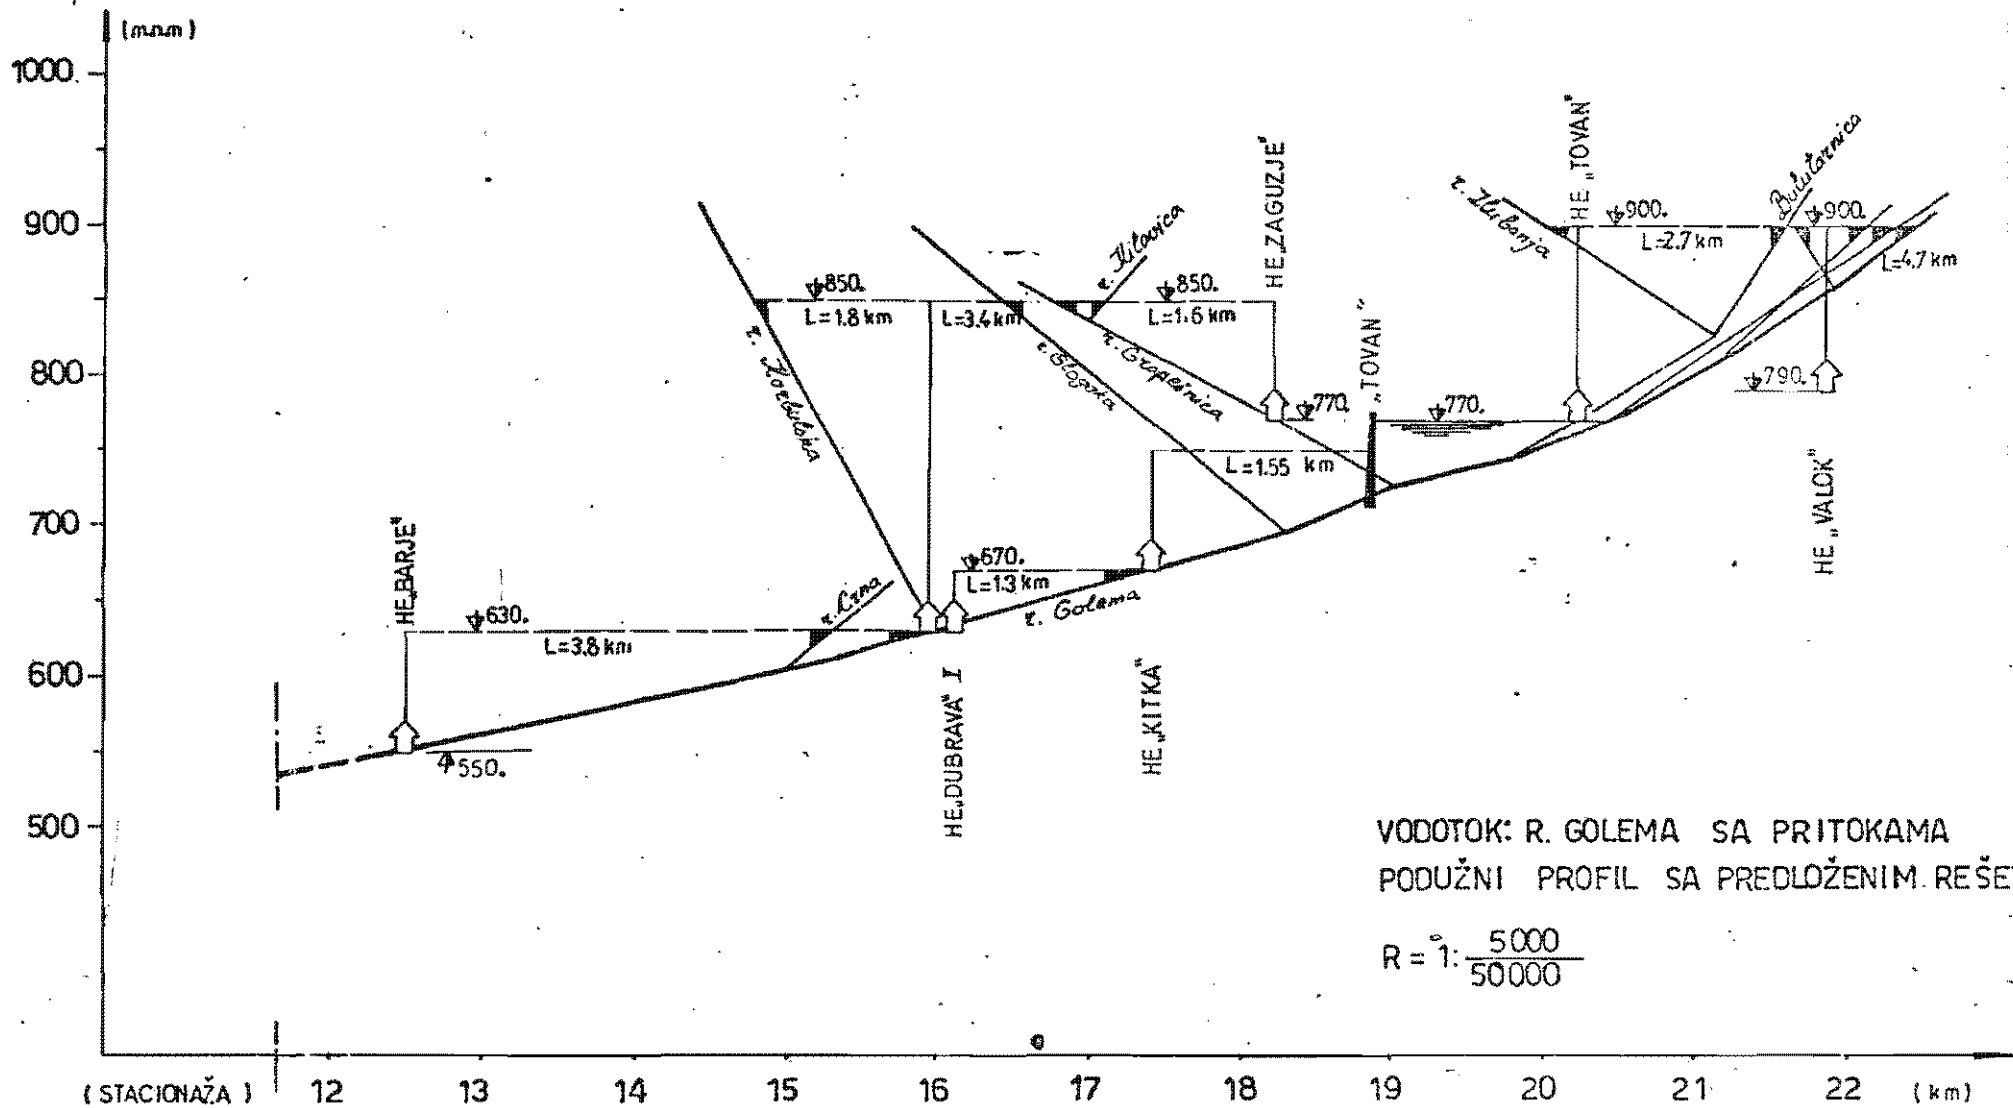 (m.n.m)
1000
900
800
700
600
500
HE „BARJE"
630.
L=3.8 km
550.
r. Crna
850.
L=1.8 km
L=3.4 km
670.
L=1.3 km
r. Golema
HE „DUBRAVA" I
HE „KITKA"
850.
L=1.6 km
HE „ZAGUZJE"
770.
L=1.55 km
„TOVAN"
770.
HE „TOVAN"
900.
L=2.7 km
900.
L=4.7 km
790.
HE „VALOK"
VODOTOK: R. GOLEMA SA PRITOKAMA
PODUŽNI PROFIL SA PREDLOŽENIM REŠE
R = 1: 5000
50000
(STACIONAŽA) 12 13 14 15 16 17 18 19 20 21 22 (km)